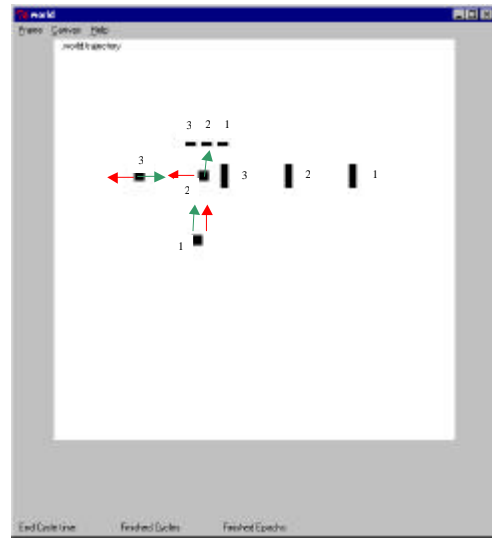 world
Frame Canvas Help
world trajectory
3 2 1
3
3 2 1
2
1
End Cycle time: Finished Cycles Finished Epochs